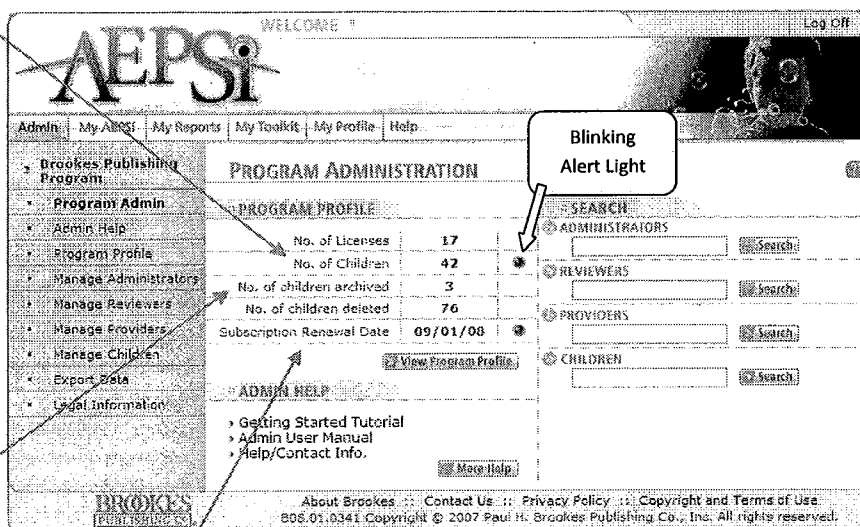 WELCOME
Log Off
AEPSi
Admin My AEPSi My Reports My Toolkit My Profile Help
Blinking
Alert Light
Brookes Publishing
Program
Program Admin
Admin Help
Program Profile
Manage Administrators
Manage Reviewers
Manage Providers
Manage Children
Export Data
Legal Information
PROGRAM ADMINISTRATION
PROGRAM PROFILE
No. of Licenses 17
No. of Children 42
No. of children archived 3
No. of children deleted 76
Subscription Renewal Date 09/01/08
View Program Profile
ADMIN HELP
› Getting Started Tutorial
› Admin User Manual
› Help/Contact Info.
More Help
SEARCH
ADMINISTRATORS
Search
REVIEWERS
Search
PROVIDERS
Search
CHILDREN
Search
BROOKES
PUBLISHING CO
About Brookes :: Contact Us :: Privacy Policy :: Copyright and Terms of Use
B08.01.0341 Copyright © 2007 Paul H. Brookes Publishing Co., Inc. All rights reserved.